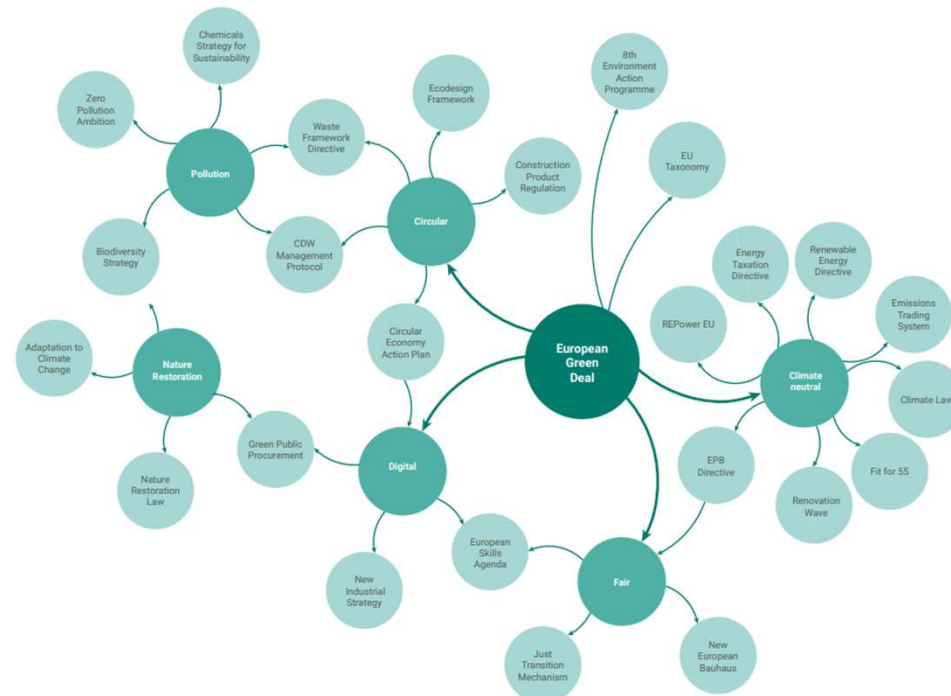 Chemicals
Strategy for
Sustainability
8th
Environment
Action
Programme
Ecodesign
Framework
Zero
Pollution
Ambition
Waste
Framework
Directive
EU
Taxonomy
Construction
Product
Regulation
Pollution
Circular
Biodiversity
Strategy
CDW
Management
Protocol
Energy
Taxation
Directive
Renewable
Energy
Directive
Emissions
Trading
System
REPower EU
Circular
Economy
Action Plan
European
Green
Deal
Adaptation to
Climate
Change
Nature
Restoration
Climate
neutral
Climate Law
Green Public
Procurement
Digital
EPB
Directive
Fit for 55
Nature
Restoration
Law
Renovation
Wave
European
Skills
Agenda
New
Industrial
Strategy
Fair
Just
Transition
Mechanism
New
European
Bauhaus